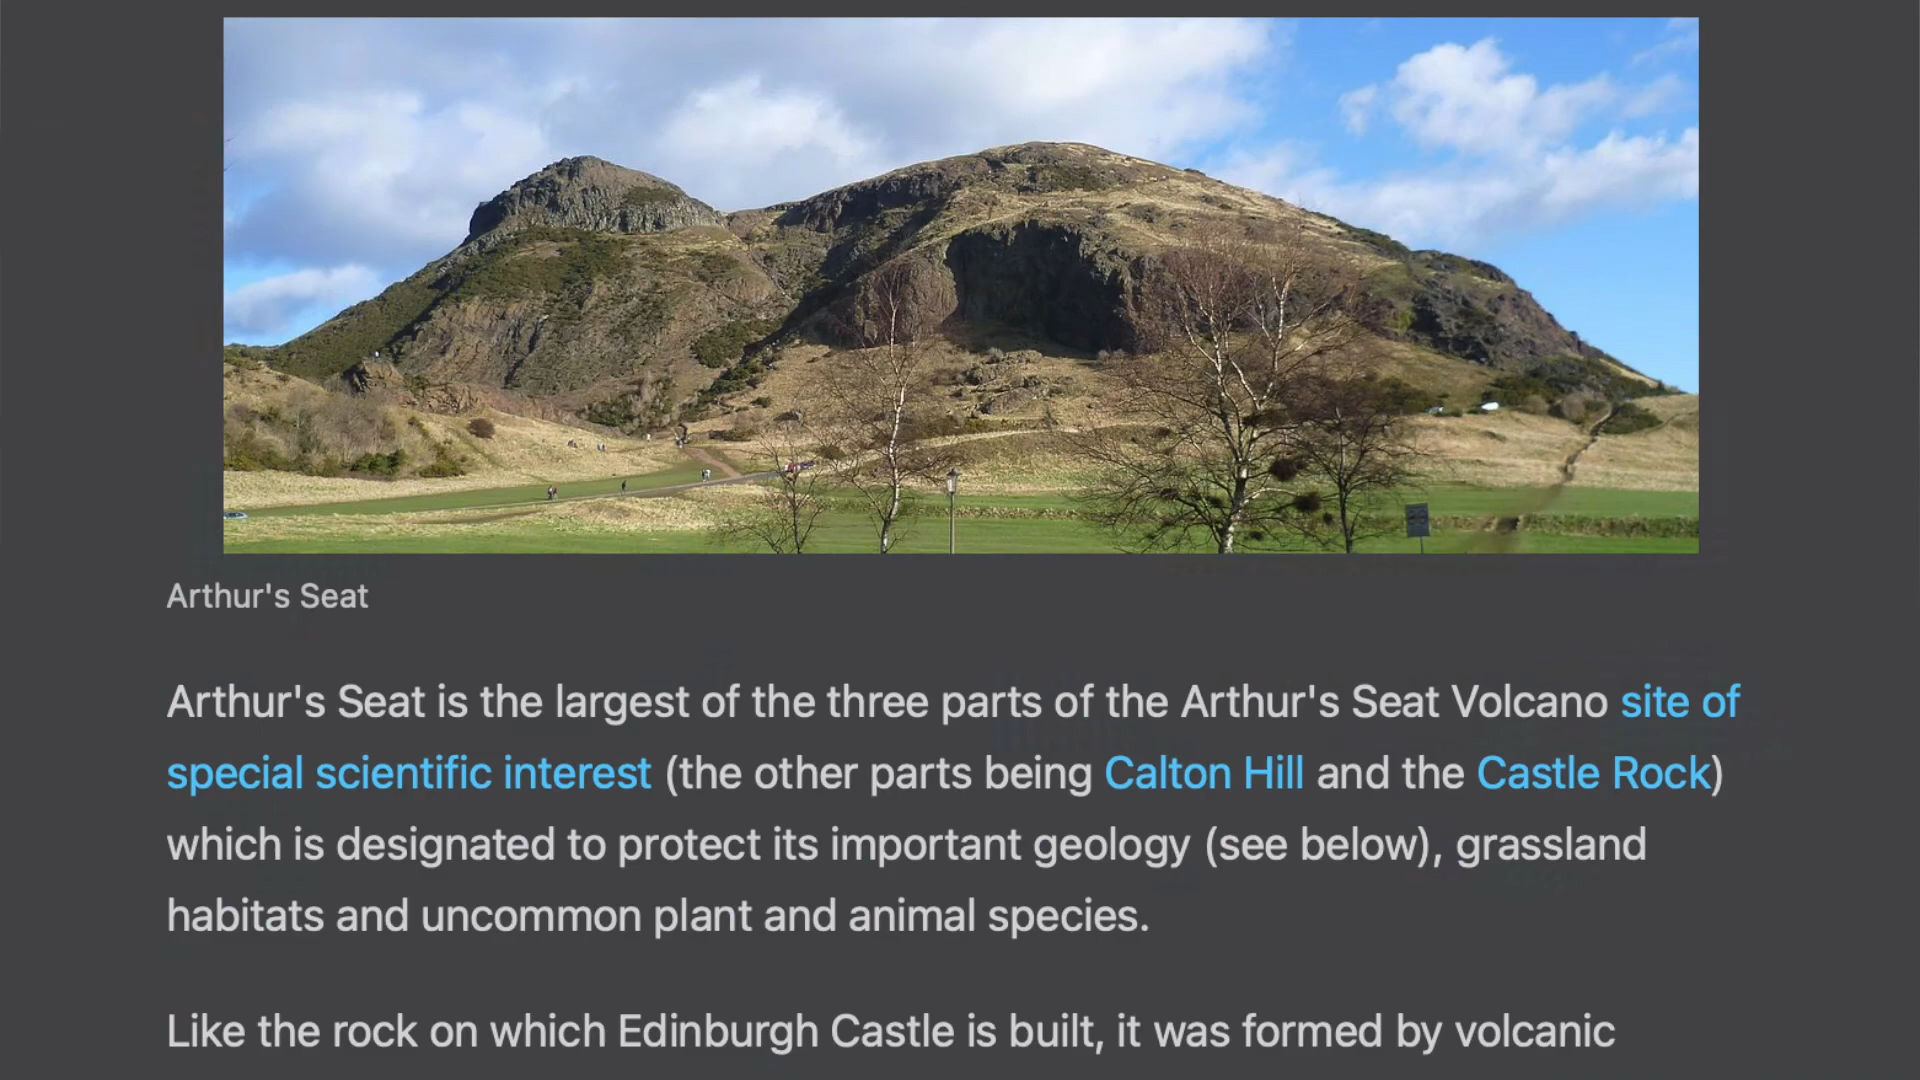 Arthur's Seat
Arthur's Seat is the largest of the three parts of the Arthur's Seat Volcano site of
special scientific interest (the other parts being Calton Hill and the Castle Rock)
which is designated to protect its important geology (see below), grassland
habitats and uncommon plant and animal species.
Like the rock on which Edinburgh Castle is built, it was formed by volcanic